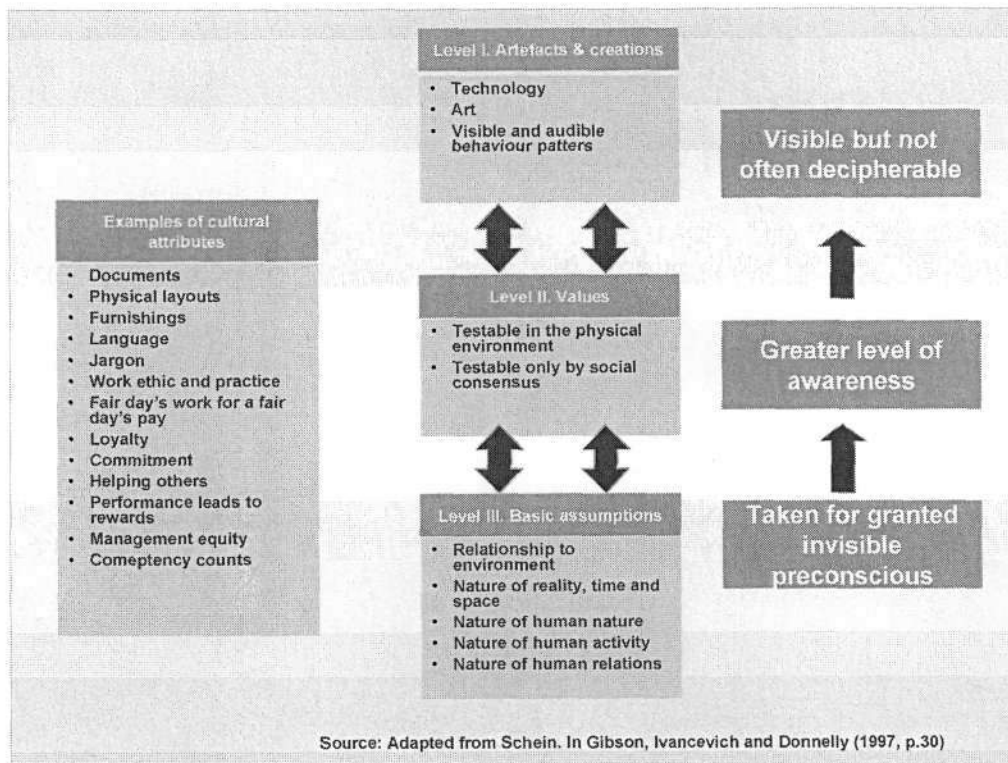 Level I. Artefacts & creations
• Technology
• Art
• Visible and audible
behaviour patters
Visible but not
often decipherable
Examples of cultural
attributes
• Documents
• Physical layouts
• Furnishings
• Language
• Jargon
• Work ethic and practice
• Fair day's work for a fair
day's pay
• Loyalty
• Commitment
• Helping others
• Performance leads to
rewards
• Management equity
• Comeptency counts
Level II. Values
• Testable in the physical
environment
• Testable only by social
consensus
Greater level of
awareness
Level III. Basic assumptions
• Relationship to
environment
• Nature of reality, time and
space
• Nature of human nature
• Nature of human activity
• Nature of human relations
Taken for granted
invisible
preconscious
Source: Adapted from Schein. In Gibson, Ivancevich and Donnelly (1997, p.30)